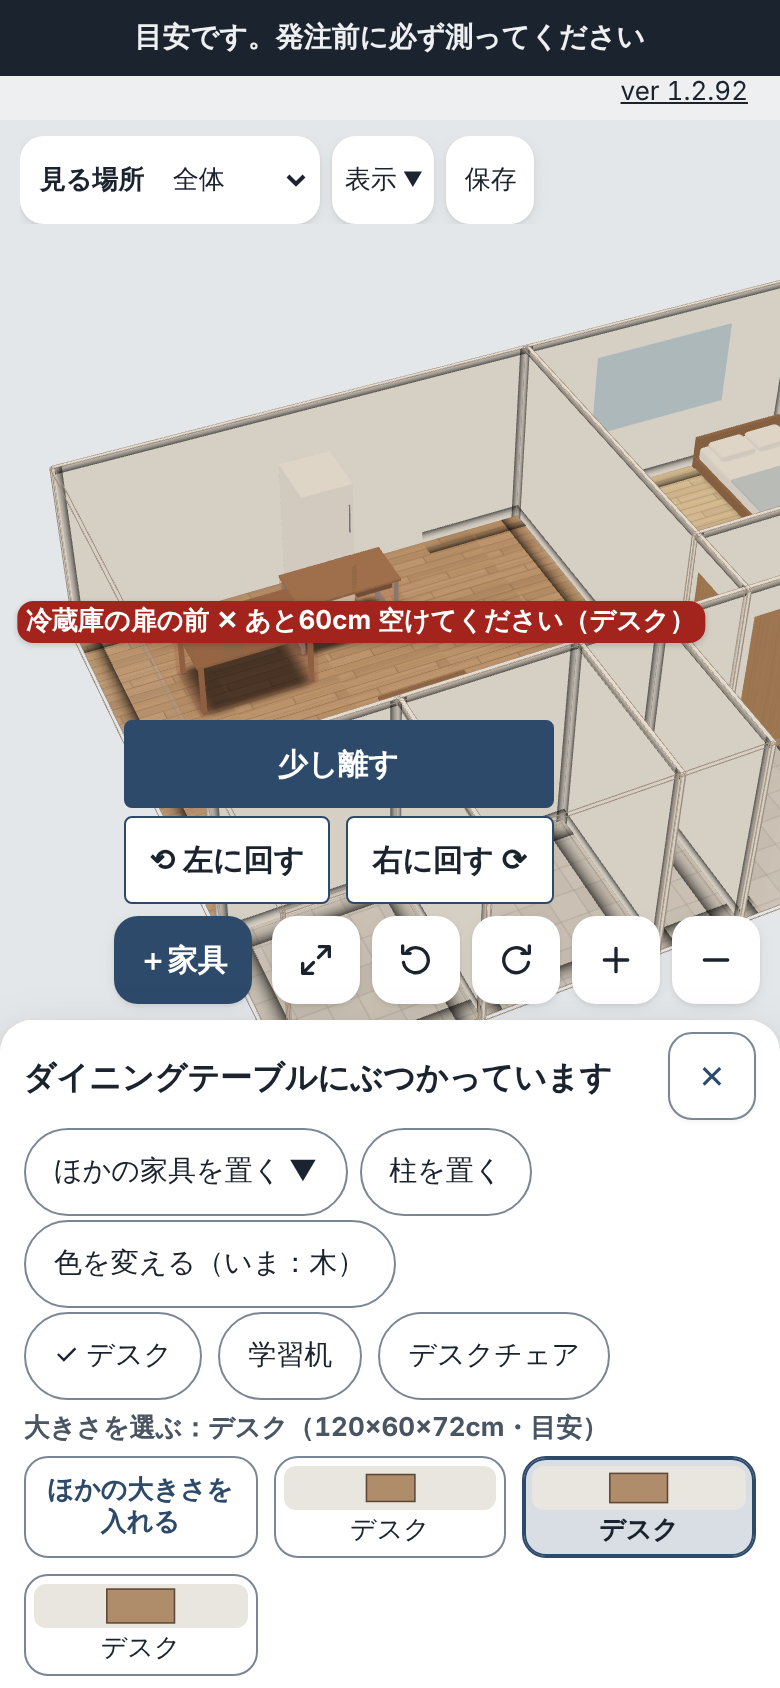 目安です。発注前に必ず測ってください
ver 1.2.92
見る場所 全体
表示 ▼
保存
冷蔵庫の扉の前 ✕ あと60cm 空けてください（デスク）
少し離す
⟲ 左に回す
右に回す ⟳
＋家具
ダイニングテーブルにぶつかっています
✕
ほかの家具を置く ▼
柱を置く
色を変える（いま：木）
✓ デスク
学習机
デスクチェア
大きさを選ぶ：デスク（120×60×72cm・目安）
ほかの大きさを
入れる
デスク
デスク
デスク